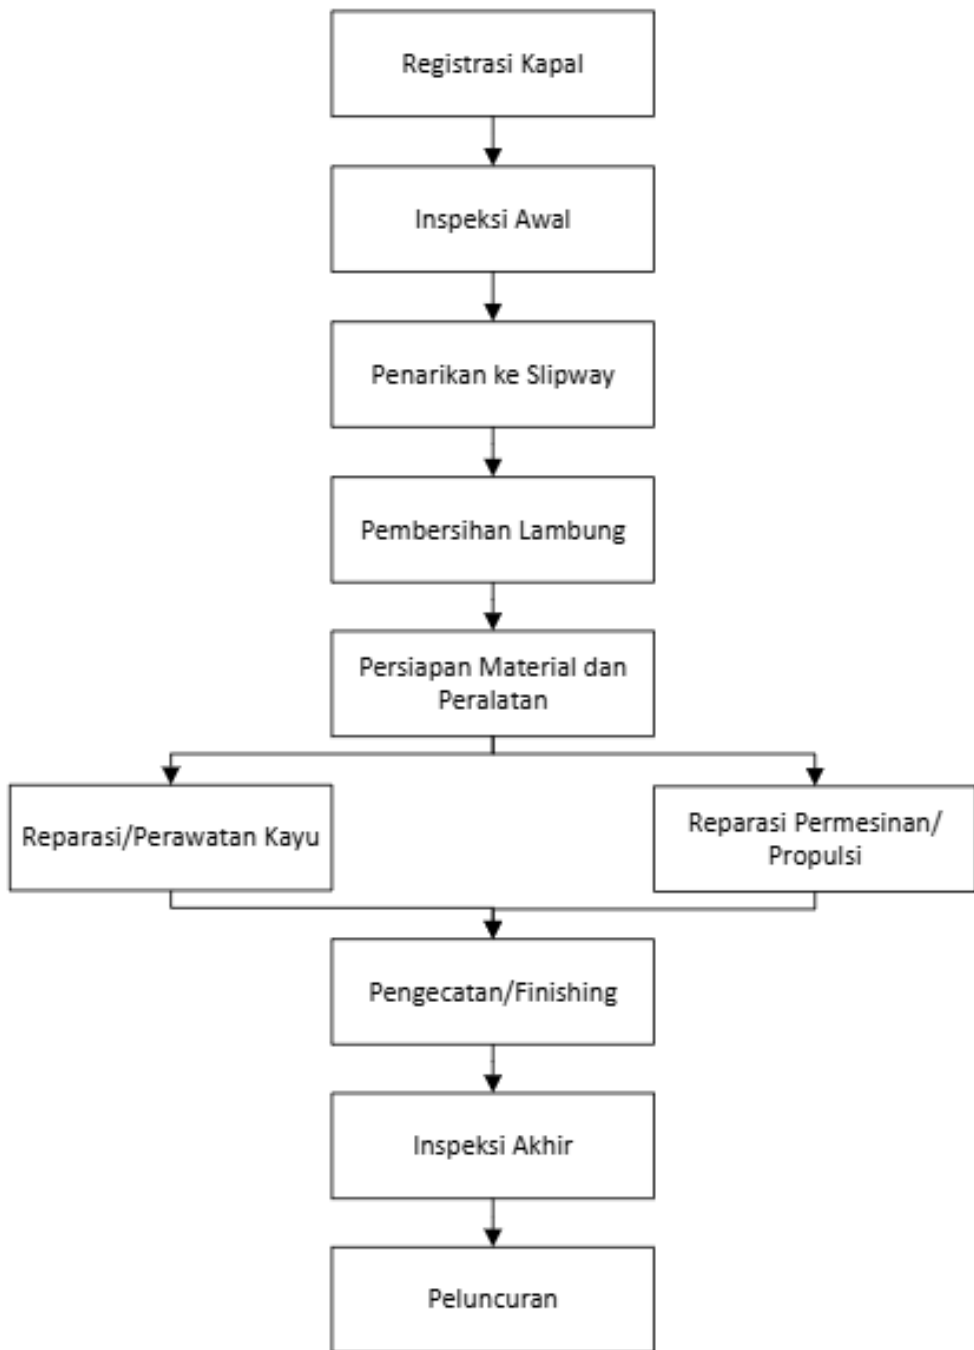 Registrasi Kapal
Inspeksi Awal
Penarikan ke Slipway
Pembersihan Lambung
Persiapan Material dan
Peralatan
Reparasi/Perawatan Kayu
Reparasi Permesinan/
Propulsi
Pengecatan/Finishing
Inspeksi Akhir
Peluncuran